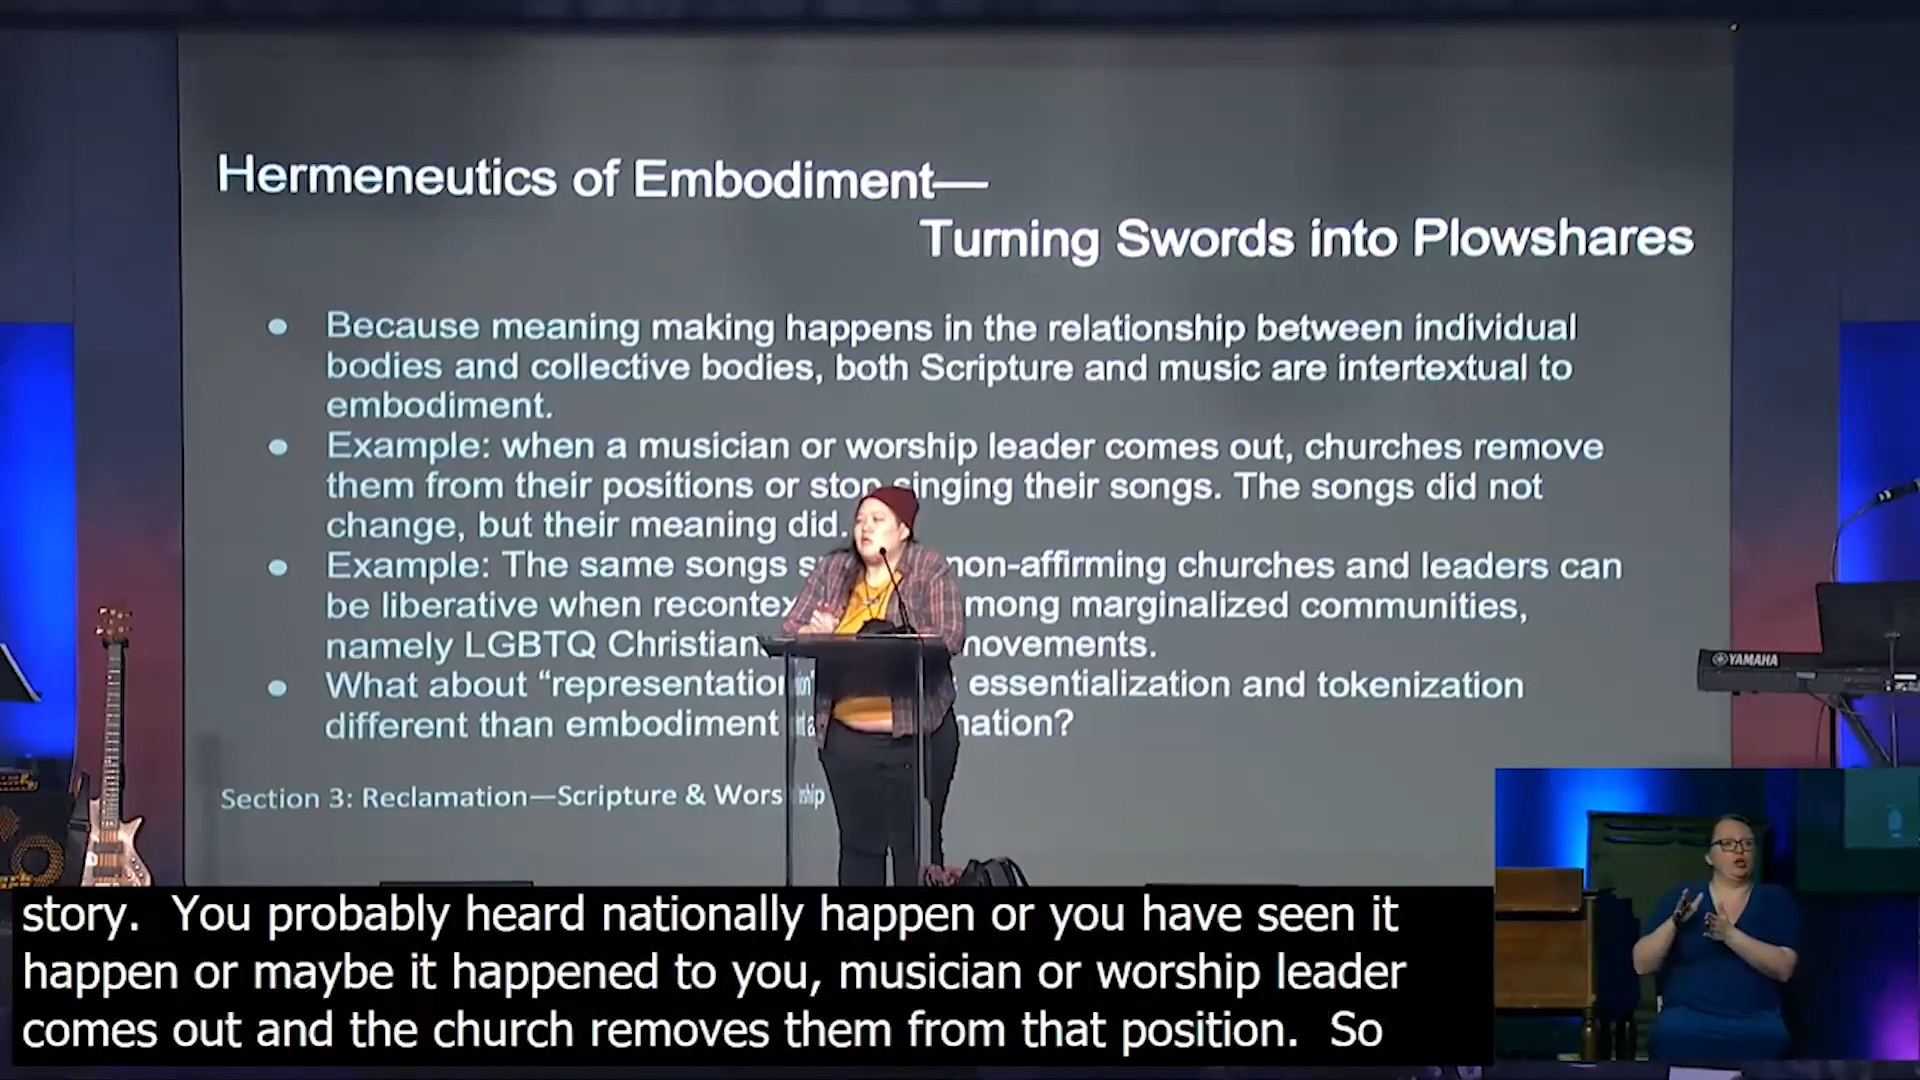 Hermeneutics of Embodiment—
Turning Swords into Plowshares
● Because meaning making happens in the relationship between individual
bodies and collective bodies, both Scripture and music are intertextual to
embodiment.
● Example: when a musician or worship leader comes out, churches remove
them from their positions or stop singing their songs. The songs did not
change, but their meaning did.
● Example: The same songs non-affirming churches and leaders can
be liberative when among marginalized communities,
namely LGBTQ Christian movements.
● What about “representation” essentialization and tokenization
different than embodiment
Section 3: Reclamation—Scripture & Worship
YAMAHA
story. You probably heard nationally happen or you have seen it
happen or maybe it happened to you, musician or worship leader
comes out and the church removes them from that position. So